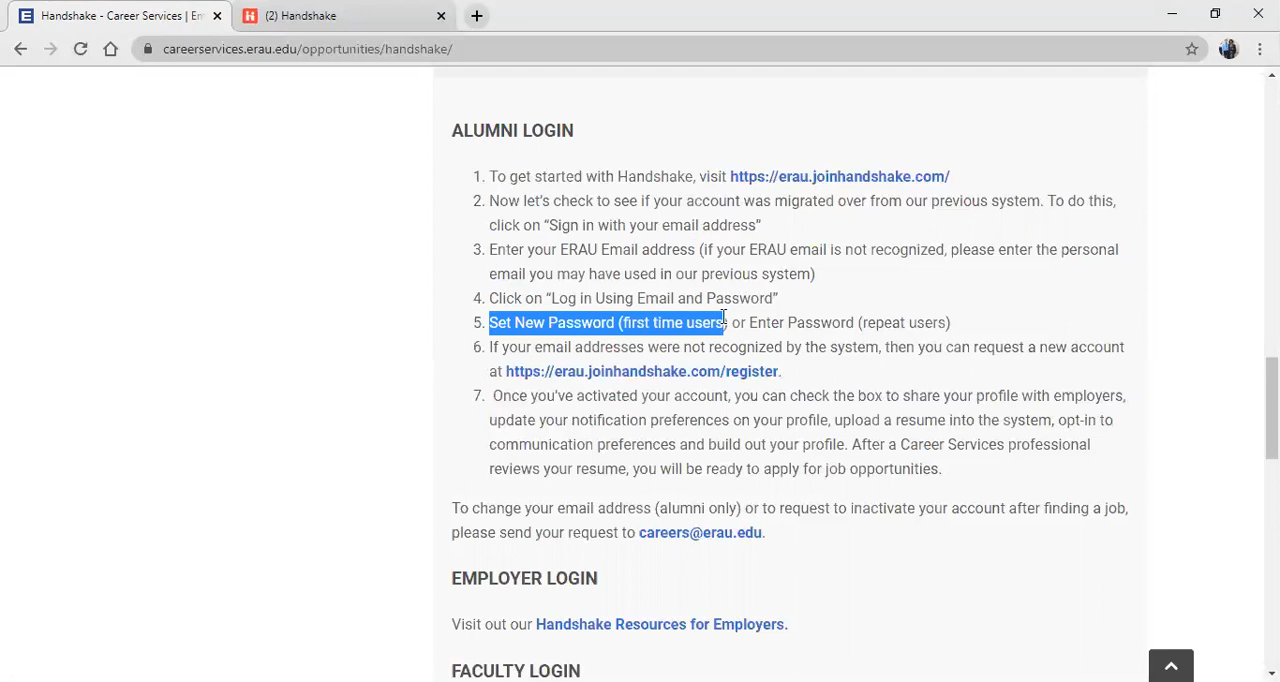 Handshake - Career Services | Em
(2) Handshake
careerservices.erau.edu/opportunities/handshake/
ALUMNI LOGIN
1. To get started with Handshake, visit https://erau.joinhandshake.com/
2. Now let's check to see if your account was migrated over from our previous system. To do this,
click on “Sign in with your email address”
3. Enter your ERAU Email address (if your ERAU email is not recognized, please enter the personal
email you may have used in our previous system)
4. Click on “Log in Using Email and Password”
5. Set New Password (first time users) or Enter Password (repeat users)
6. If your email addresses were not recognized by the system, then you can request a new account
at https://erau.joinhandshake.com/register.
7. Once you've activated your account, you can check the box to share your profile with employers,
update your notification preferences on your profile, upload a resume into the system, opt-in to
communication preferences and build out your profile. After a Career Services professional
reviews your resume, you will be ready to apply for job opportunities.
To change your email address (alumni only) or to request to inactivate your account after finding a job,
please send your request to careers@erau.edu.
EMPLOYER LOGIN
Visit out our Handshake Resources for Employers.
FACULTY LOGIN